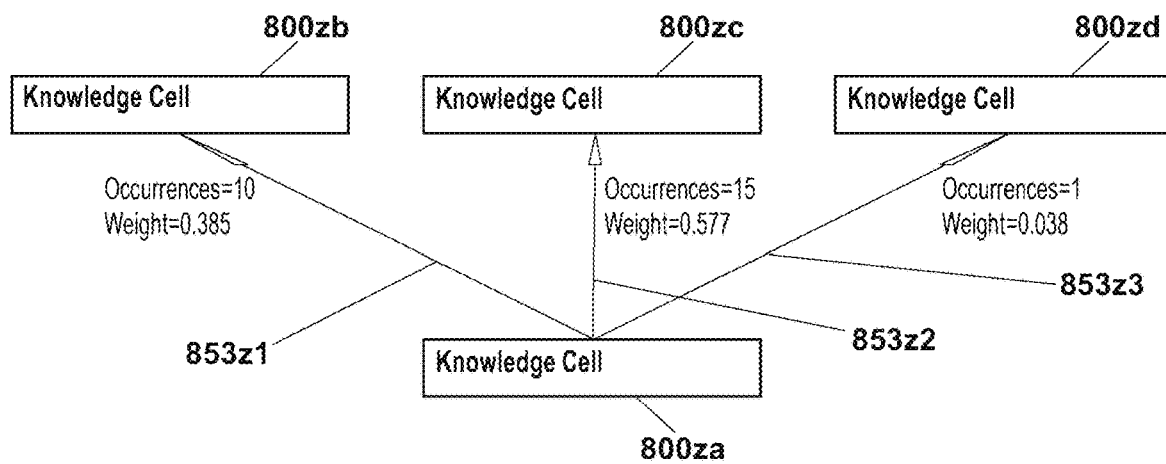 800zb
800zc
800zd
Knowledge Cell
Knowledge Cell
Knowledge Cell
Occurrences=10
Weight=0.385
Occurrences=15
Weight=0.577
Occurrences=1
Weight=0.038
853z3
853z2
853z1
Knowledge Cell
800za